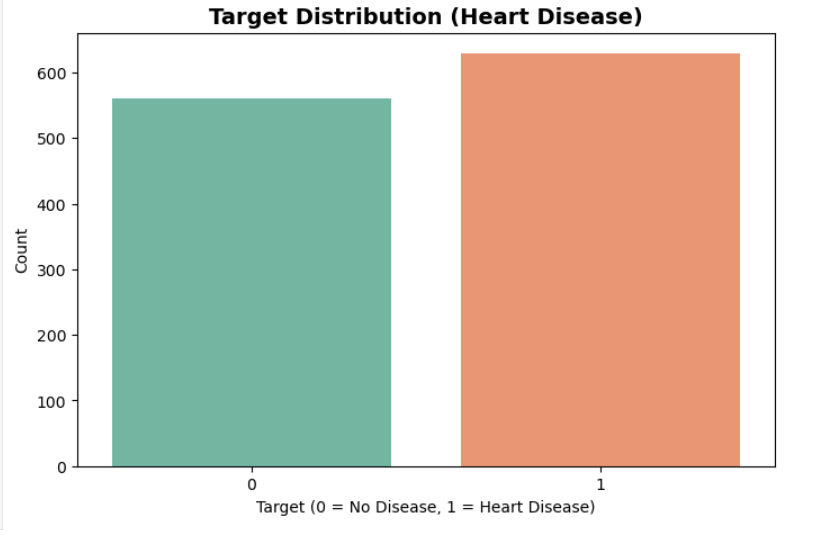 Target Distribution (Heart Disease)
600
500
400
300
200
100
0
Count
0 1
Target (0 = No Disease, 1 = Heart Disease)